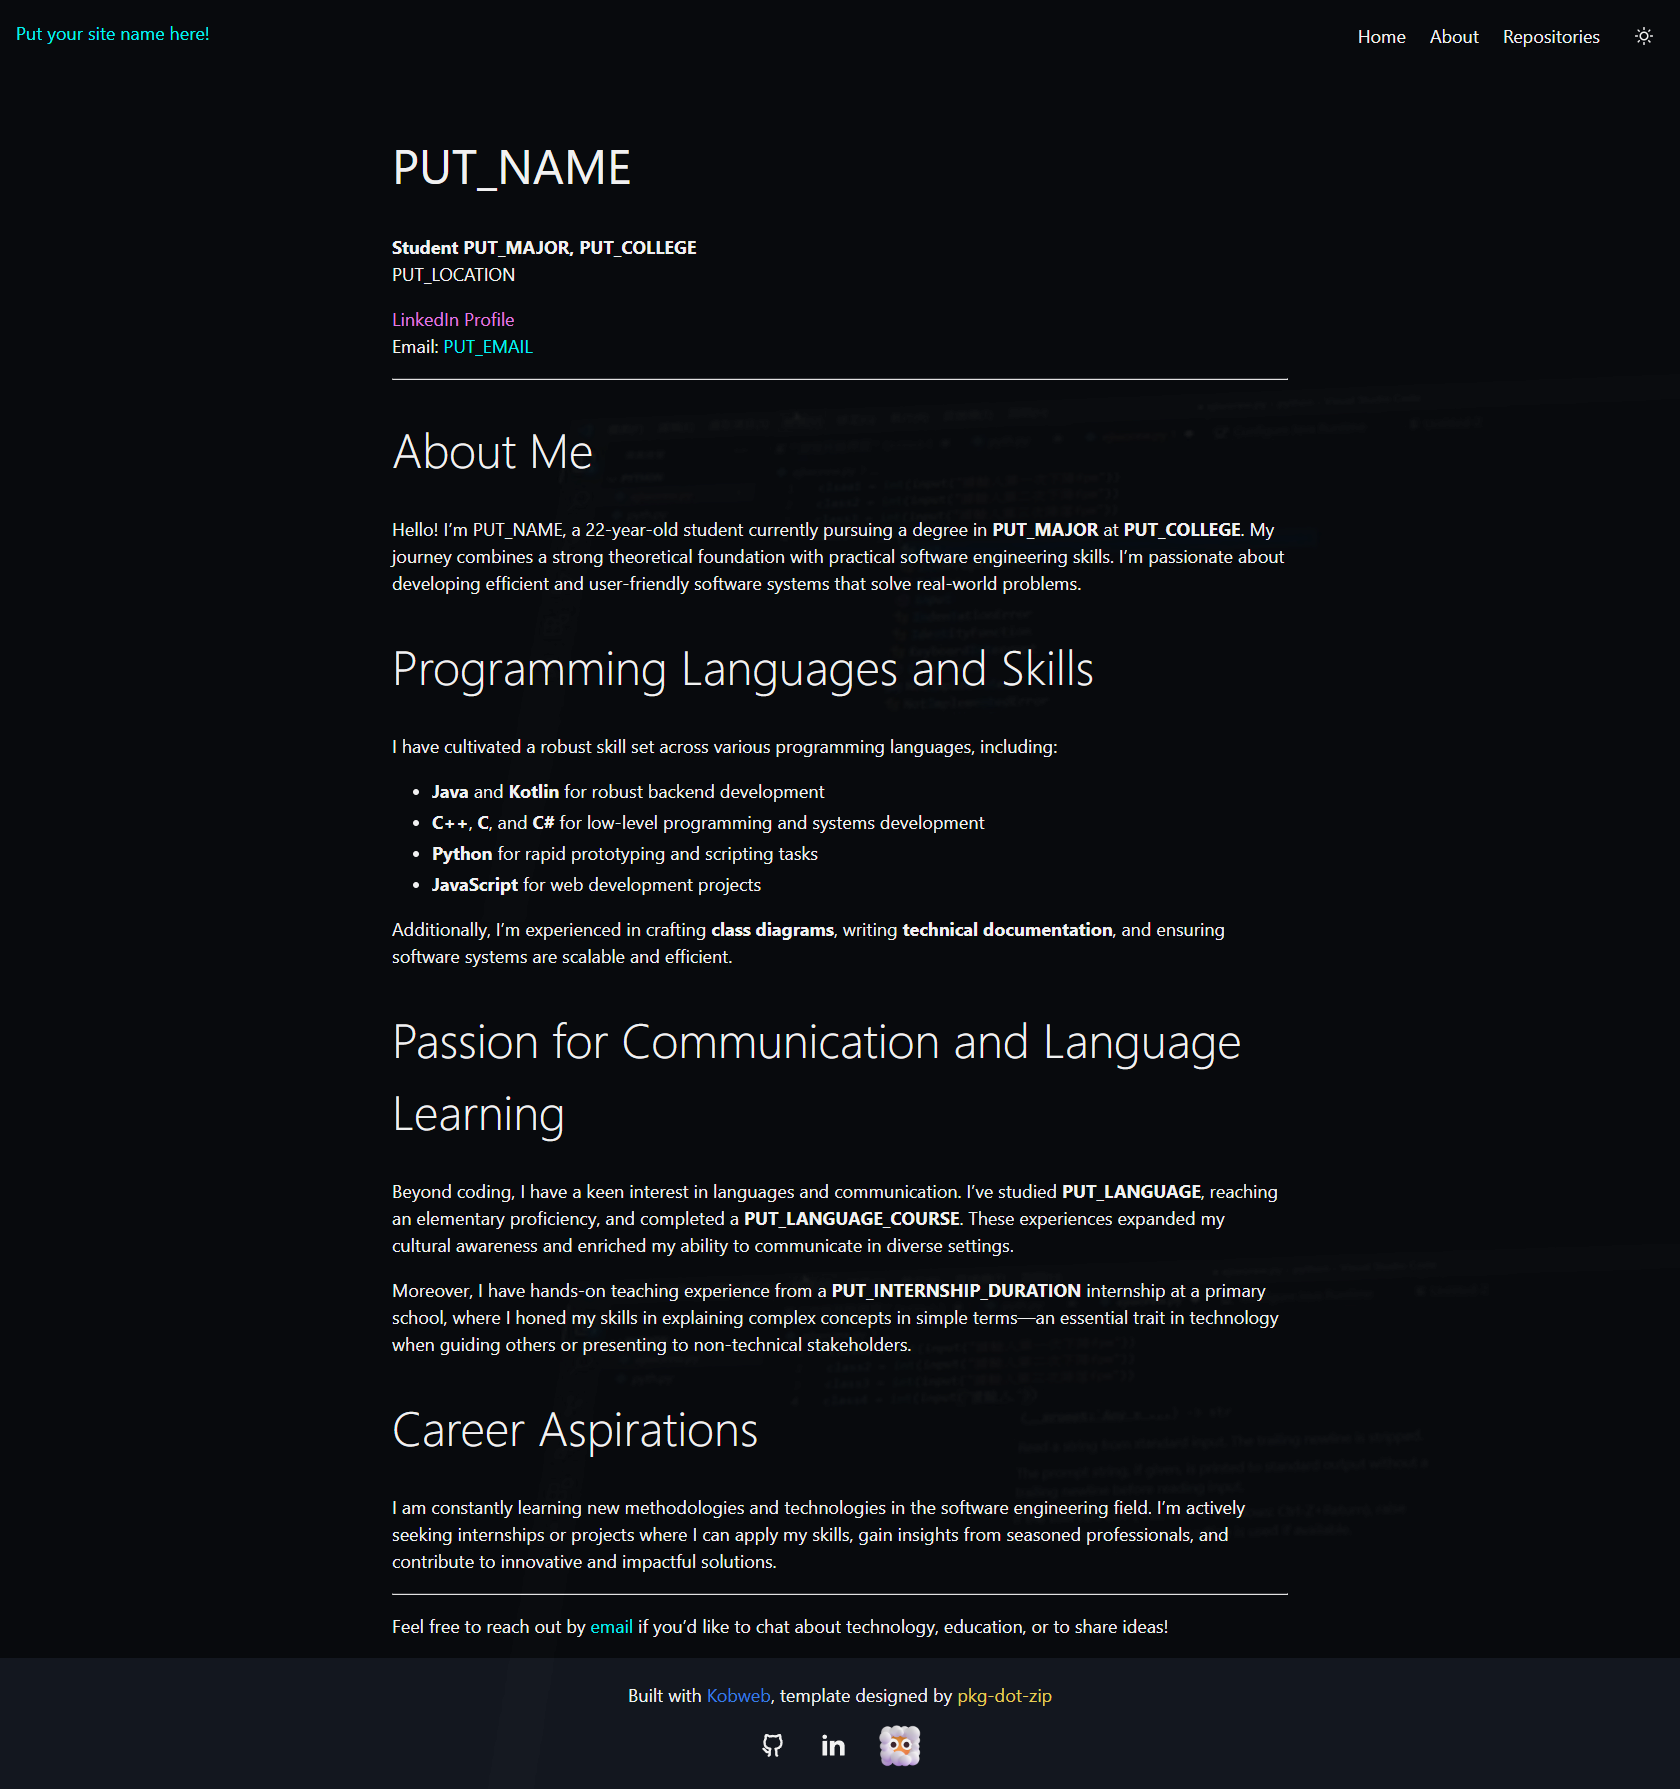 Put your site name here!
Home About Repositories
PUT_NAME
Student PUT_MAJOR, PUT_COLLEGE
PUT_LOCATION
LinkedIn Profile
Email: PUT_EMAIL
About Me
Hello! I’m PUT_NAME, a 22-year-old student currently pursuing a degree in PUT_MAJOR at PUT_COLLEGE. My
journey combines a strong theoretical foundation with practical software engineering skills. I’m passionate about
developing efficient and user-friendly software systems that solve real-world problems.
Programming Languages and Skills
I have cultivated a robust skill set across various programming languages, including:
• Java and Kotlin for robust backend development
• C++, C, and C# for low-level programming and systems development
• Python for rapid prototyping and scripting tasks
• JavaScript for web development projects
Additionally, I’m experienced in crafting class diagrams, writing technical documentation, and ensuring
software systems are scalable and efficient.
Passion for Communication and Language
Learning
Beyond coding, I have a keen interest in languages and communication. I’ve studied PUT_LANGUAGE, reaching
an elementary proficiency, and completed a PUT_LANGUAGE_COURSE. These experiences expanded my
cultural awareness and enriched my ability to communicate in diverse settings.
Moreover, I have hands-on teaching experience from a PUT_INTERNSHIP_DURATION internship at a primary
school, where I honed my skills in explaining complex concepts in simple terms—an essential trait in technology
when guiding others or presenting to non-technical stakeholders.
Career Aspirations
I am constantly learning new methodologies and technologies in the software engineering field. I’m actively
seeking internships or projects where I can apply my skills, gain insights from seasoned professionals, and
contribute to innovative and impactful solutions.
Feel free to reach out by email if you’d like to chat about technology, education, or to share ideas!
Built with Kobweb, template designed by pkg-dot-zip
in